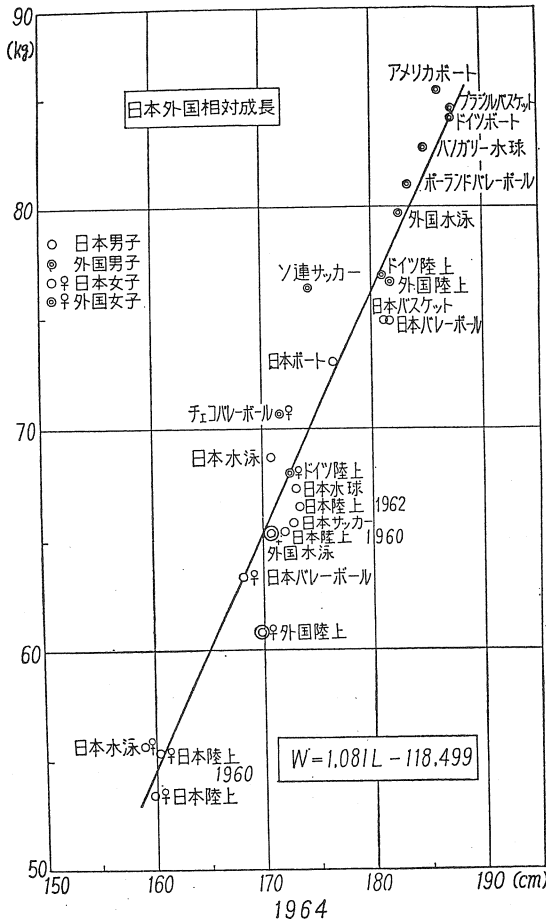 90
(kg)
アメリカボート
ブラジルバスケット
日本外国相対成長
ドイツボート
ハンガリー水球
ポーランドバレーボール
80
外国水泳
○ 日本男子
◎ 外国男子
○♀日本女子
◎♀外国女子
ソ連サッカー
ドイツ陸上
外国陸上
日本バスケット
日本バレーボール
日本ボート
チェコバレーボール◎♀
70
日本水泳
♀ドイツ陸上
日本水球
日本陸上 1962
日本サッカー
♀日本陸上 1960
外国水泳
♀日本バレーボール
♀外国陸上
60
日本水泳○♀
♀日本陸上
1960
W=1.081L-118.499
♀日本陸上
50
150 160 170 180 190 (cm)
1964